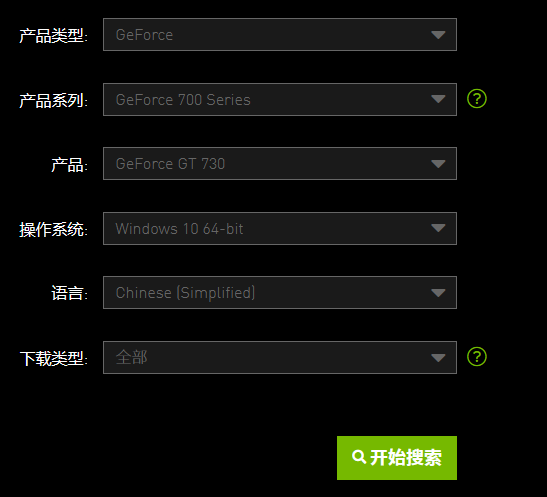 产品类型: GeForce
产品系列: GeForce 700 Series ?
产品: GeForce GT 730
操作系统: Windows 10 64-bit
语言: Chinese (Simplified)
下载类型: 全部 ?
开始搜索